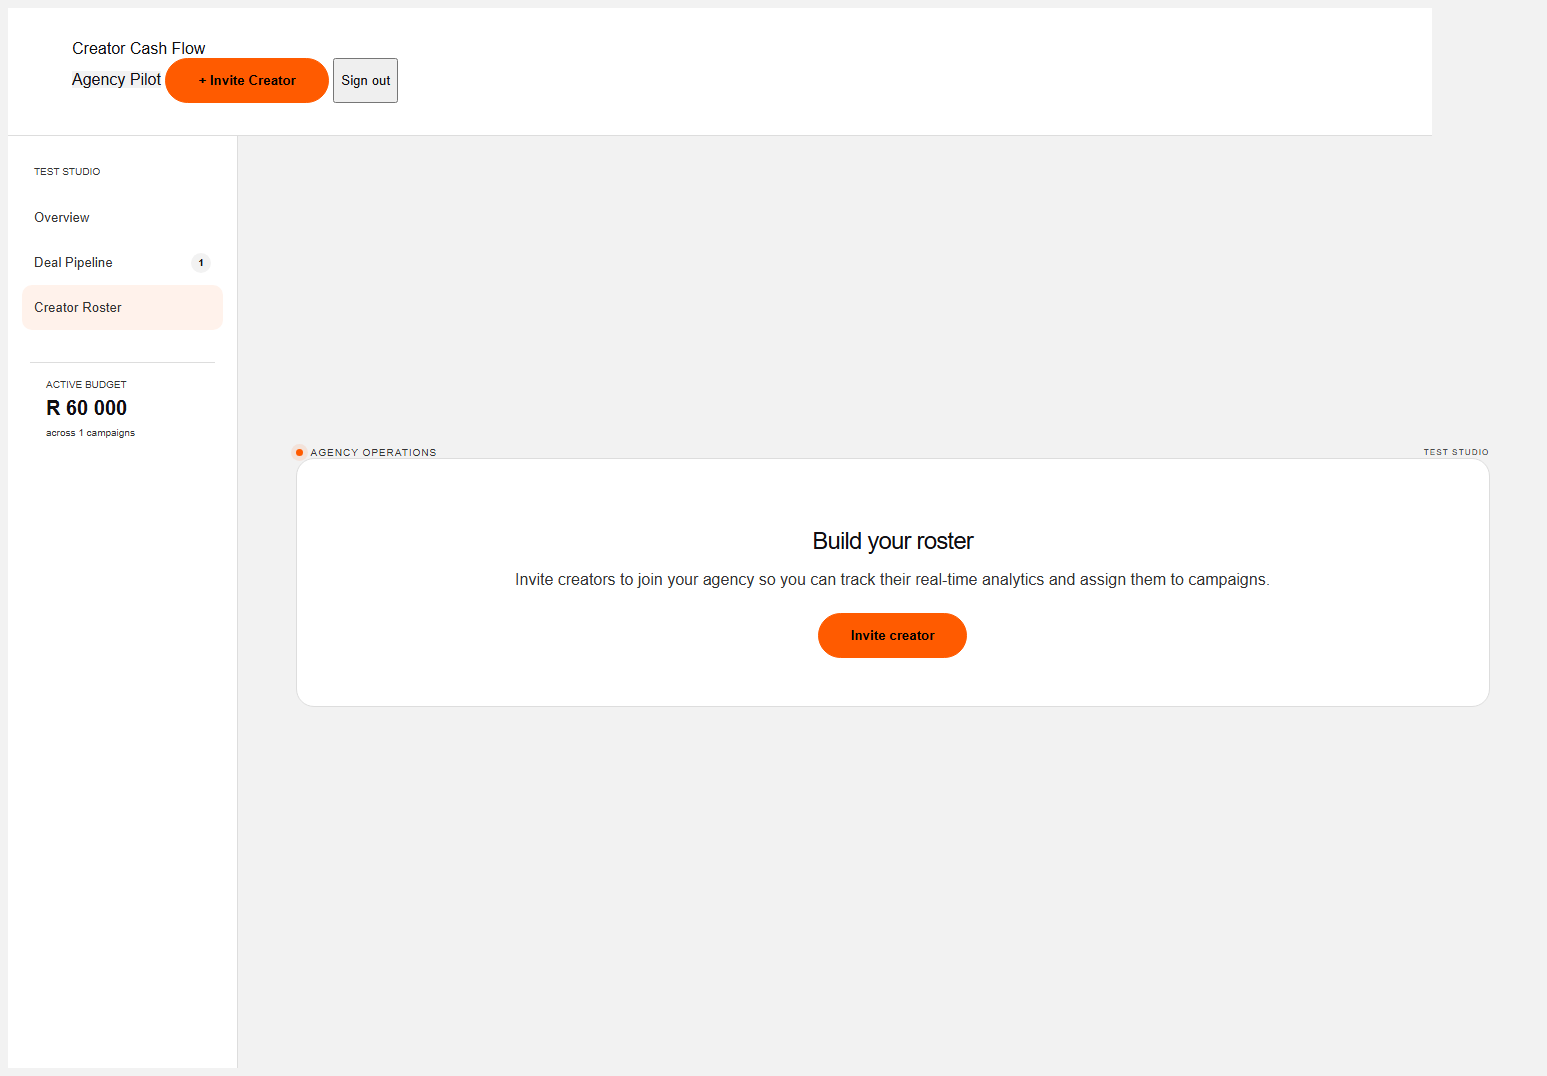 Creator Cash Flow
Agency Pilot
+ Invite Creator
Sign out
TEST STUDIO
Overview
Deal Pipeline 1
Creator Roster
ACTIVE BUDGET
R 60 000
across 1 campaigns
AGENCY OPERATIONS
TEST STUDIO
Build your roster
Invite creators to join your agency so you can track their real-time analytics and assign them to campaigns.
Invite creator